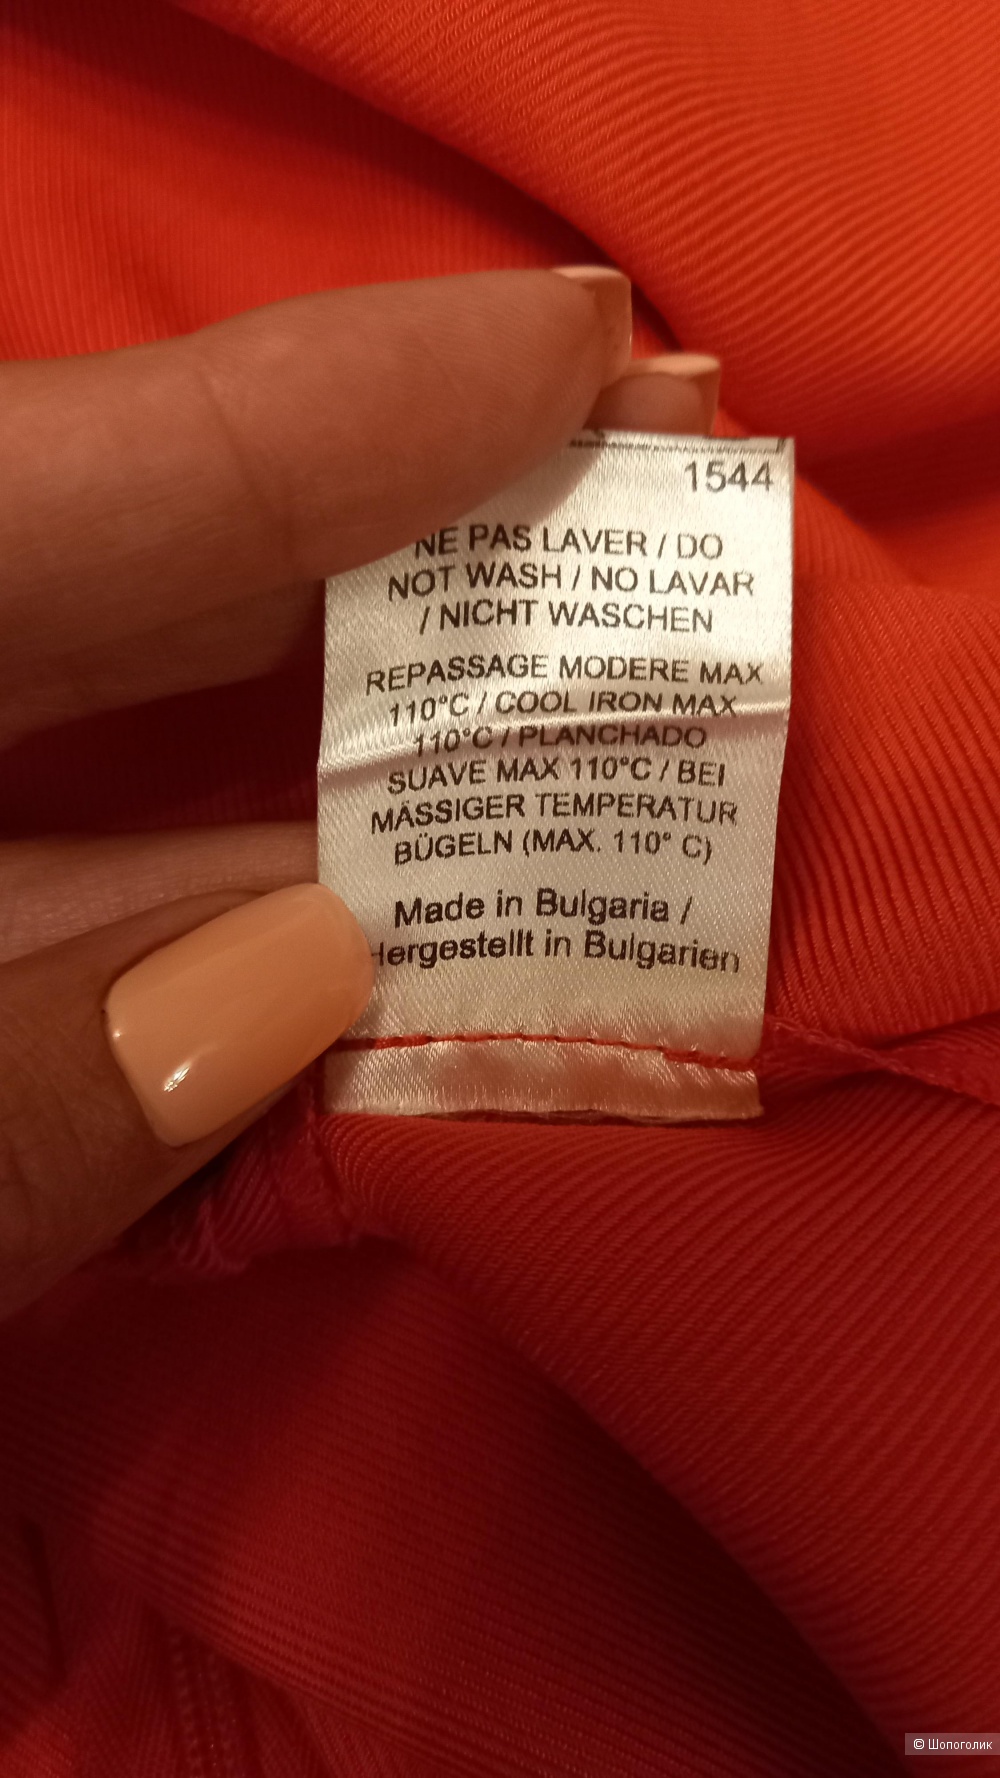 1544
NE PAS LAVER / DO
NOT WASH / NO LAVAR
/ NICHT WASCHEN
REPASSAGE MODERE MAX
110°C / COOL IRON MAX
110°C / PLANCHADO
SUAVE MAX 110°C / BEI
MÄSSIGER TEMPERATUR
BÜGELN (MAX. 110° C)
Made in Bulgaria /
Hergestellt in Bulgarien
© Шопоголик